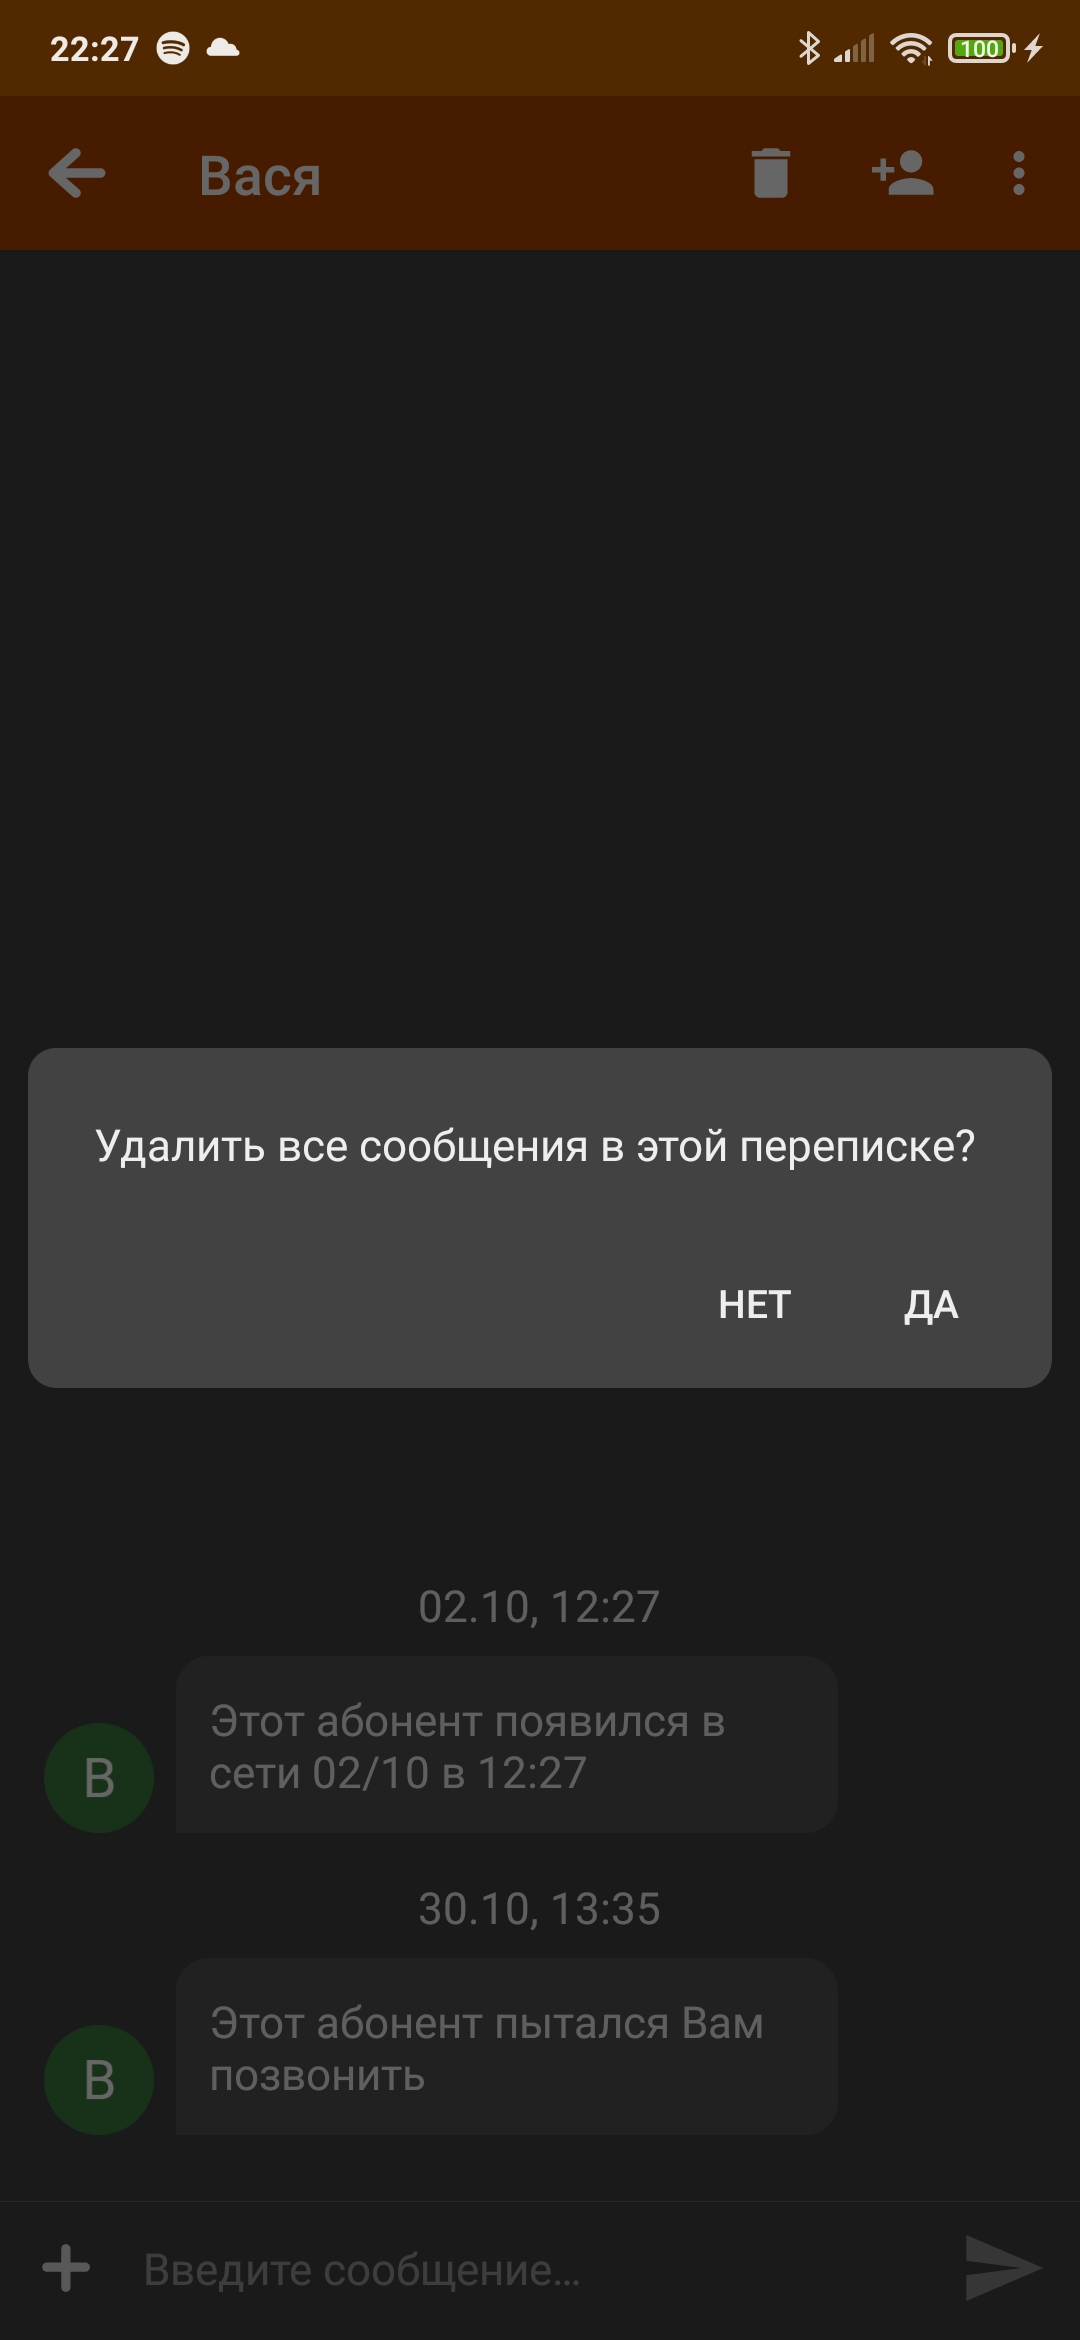 22:27
100
Вася
Удалить все сообщения в этой переписке?
НЕТ ДА
02.10, 12:27
В
Этот абонент появился в
сети 02/10 в 12:27
30.10, 13:35
В
Этот абонент пытался Вам
позвонить
Введите сообщение…